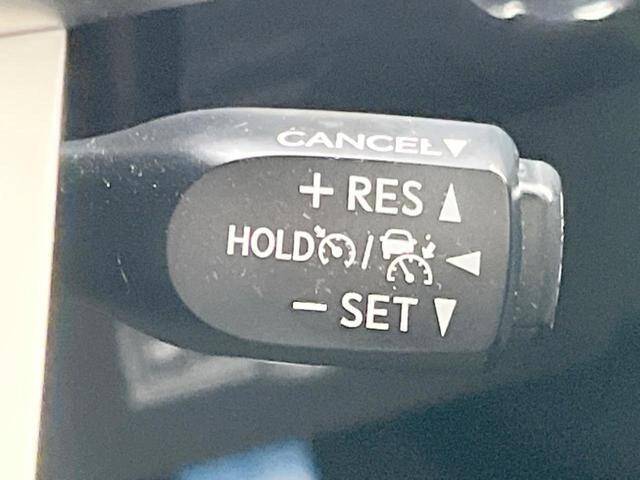 CANCEL▼
+ RES ▲
HOLD / ◀
− SET ▼